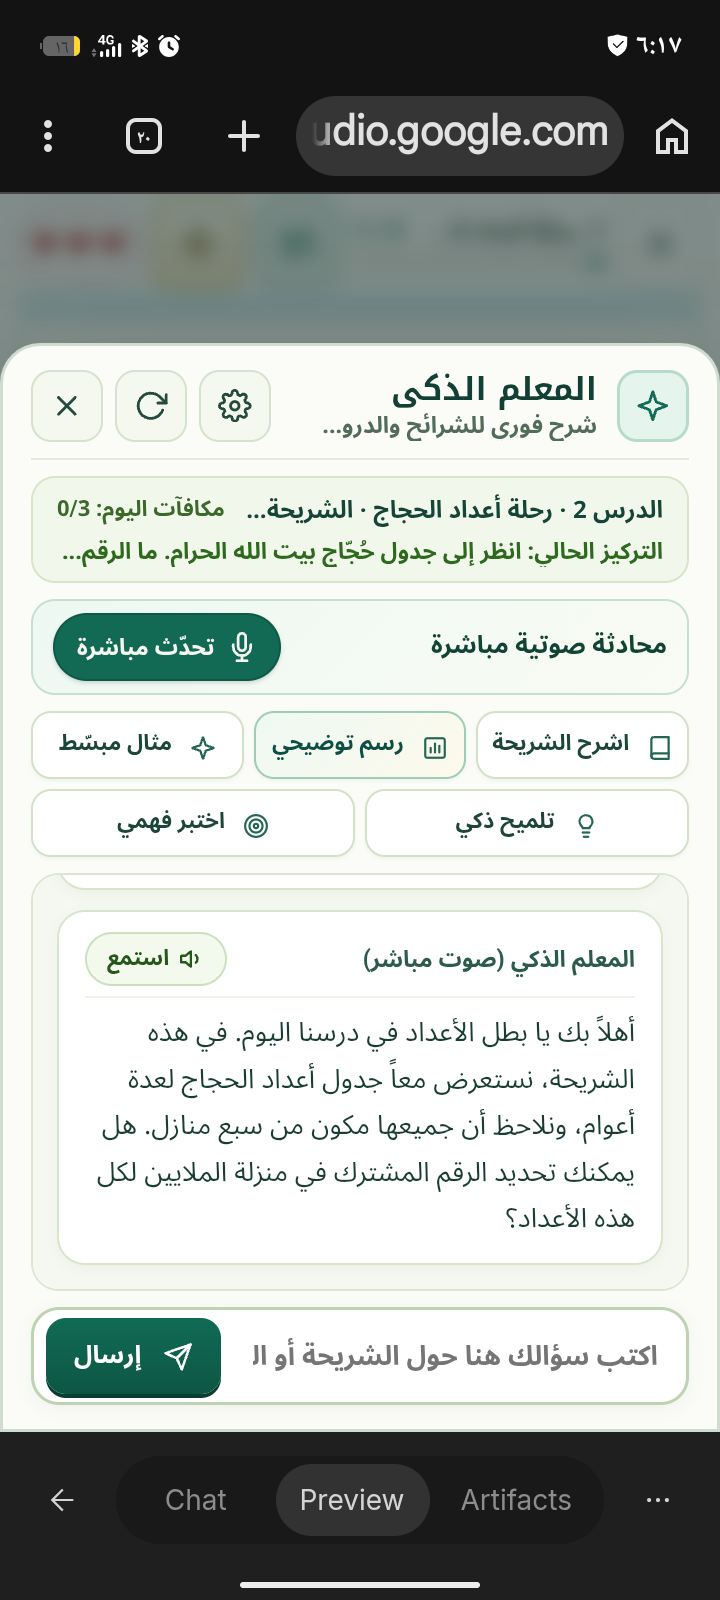 ٦:١٧
4G
١٦
udio.google.com
٢٠
المعلم الذكي
شرح فوري للشرائح والدرو...
الدرس 2 · رحلة أعداد الحجاج · الشريحة...
مكافآت اليوم: 0/3
التركيز الحالي: انظر إلى جدول حُجّاج بيت الله الحرام. ما الرقم...
محادثة صوتية مباشرة
تحدّث مباشرة
اشرح الشريحة
رسم توضيحي
مثال مبسّط
تلميح ذكي
اختبر فهمي
المعلم الذكي (صوت مباشر)
استمع
أهلاً بك يا بطل الأعداد في درسنا اليوم. في هذه
الشريحة، نستعرض معاً جدول أعداد الحجاج لعدة
أعوام، ونلاحظ أن جميعها مكون من سبع منازل. هل
يمكنك تحديد الرقم المشترك في منزلة الملايين لكل
هذه الأعداد؟
اكتب سؤالك هنا حول الشريحة أو ال
إرسال
Chat
Preview
Artifacts